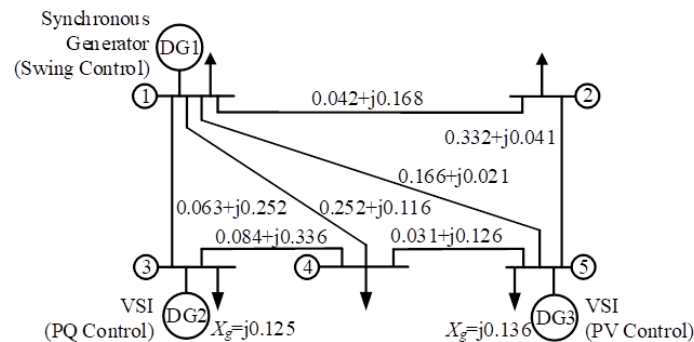 Synchronous
Generator
(Swing Control)
DG1
1
2
0.042+j0.168
0.332+j0.041
0.166+j0.021
0.063+j0.252
0.252+j0.116
0.084+j0.336
0.031+j0.126
3
4
5
VSI
(PQ Control)
DG2
Xg=j0.125
Xg=j0.136
DG3
VSI
(PV Control)